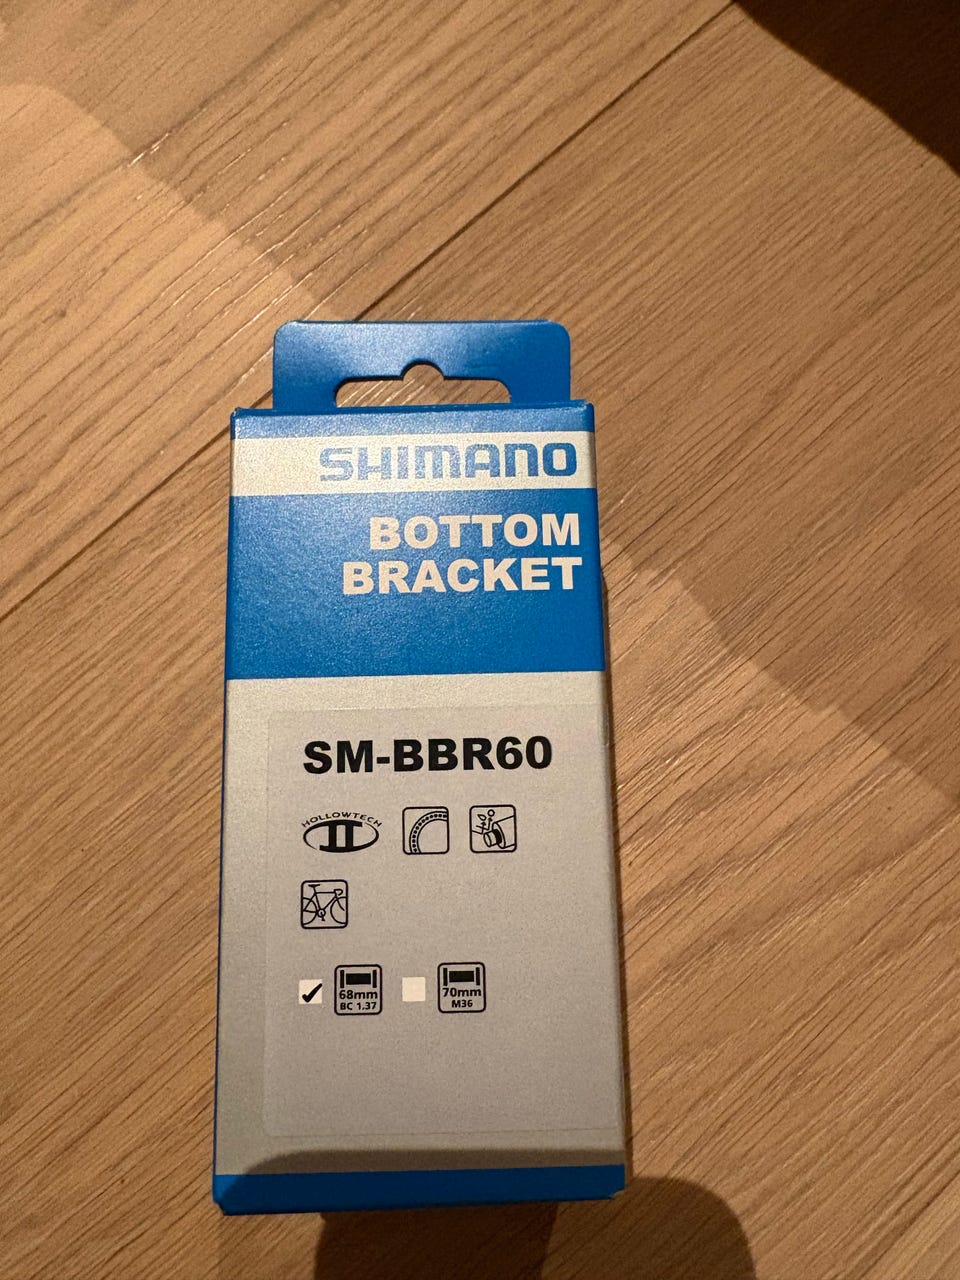 SHIMANO
BOTTOM
BRACKET
SM-BBR60
HOLLOWTECH
II
68mm
BC 1.37
70mm
M36